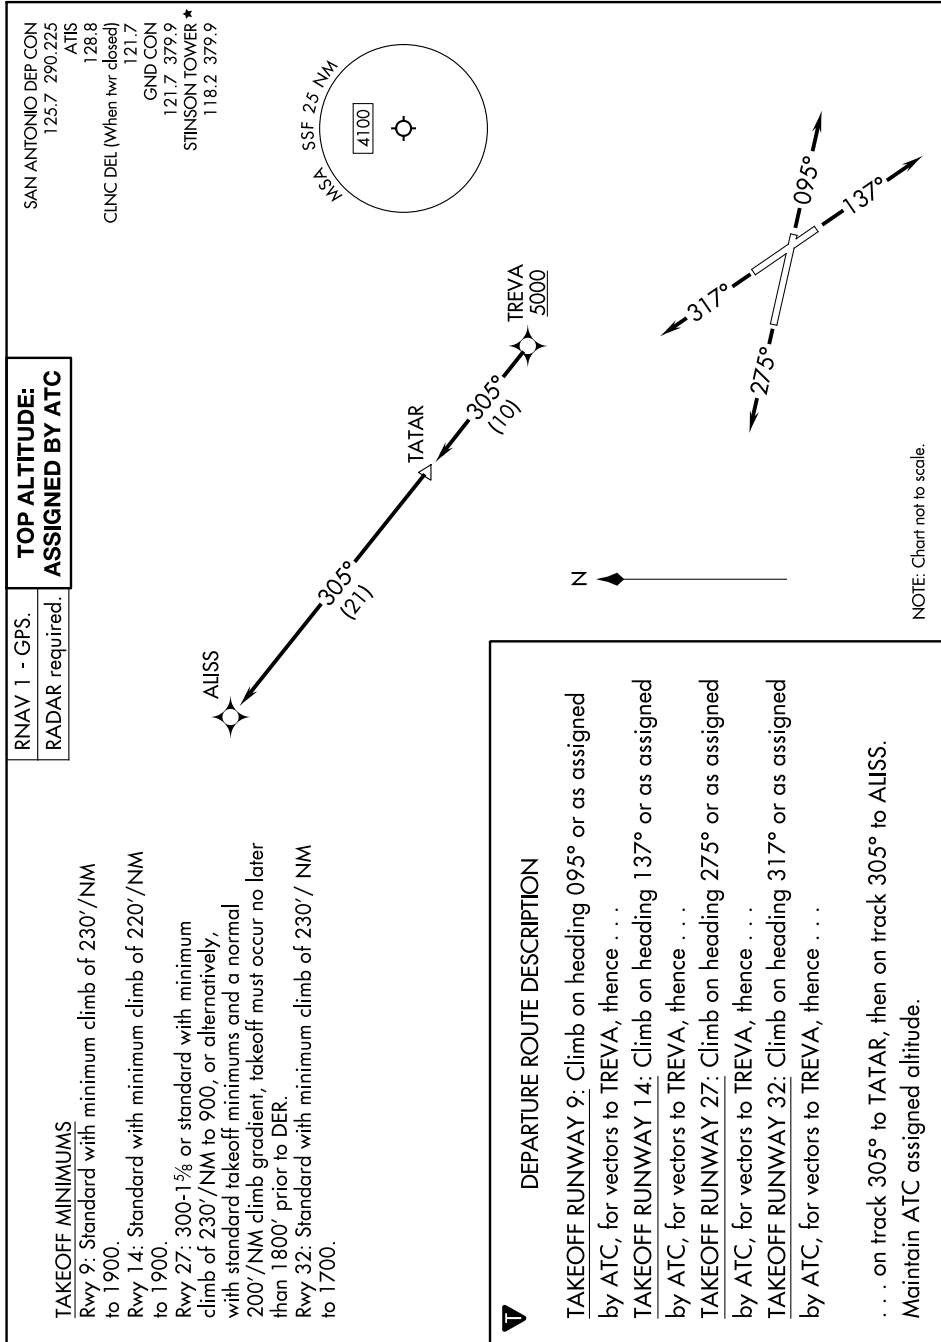 RNAV 1 - GPS.
RADAR required.
TOP ALTITUDE:
ASSIGNED BY ATC
SAN ANTONIO DEP CON
125.7 290.225
ATIS
128.8
CLNC DEL (When twr closed)
121.7
GND CON
121.7 379.9
STINSON TOWER ★
118.2 379.9
TAKEOFF MINIMUMS
Rwy 9: Standard with minimum climb of 230'/NM
to 1900.
Rwy 14: Standard with minimum climb of 220'/NM
to 1900.
Rwy 27: 300-1⅝ or standard with minimum
climb of 230'/NM to 900, or alternatively,
with standard takeoff minimums and a normal
200'/NM climb gradient, takeoff must occur no later
than 1800' prior to DER.
Rwy 32: Standard with minimum climb of 230'/ NM
to 1700.
MSA SSF 25 NM
4100
ALISS
305°
(21)
TATAR
305°
(10)
TREVA
5000
N
317°
095°
275°
137°
NOTE: Chart not to scale.
T
DEPARTURE ROUTE DESCRIPTION
TAKEOFF RUNWAY 9: Climb on heading 095° or as assigned
by ATC, for vectors to TREVA, thence . . .
TAKEOFF RUNWAY 14: Climb on heading 137° or as assigned
by ATC, for vectors to TREVA, thence . . .
TAKEOFF RUNWAY 27: Climb on heading 275° or as assigned
by ATC, for vectors to TREVA, thence . . .
TAKEOFF RUNWAY 32: Climb on heading 317° or as assigned
by ATC, for vectors to TREVA, thence . . .
. . . on track 305° to TATAR, then on track 305° to ALISS.
Maintain ATC assigned altitude.